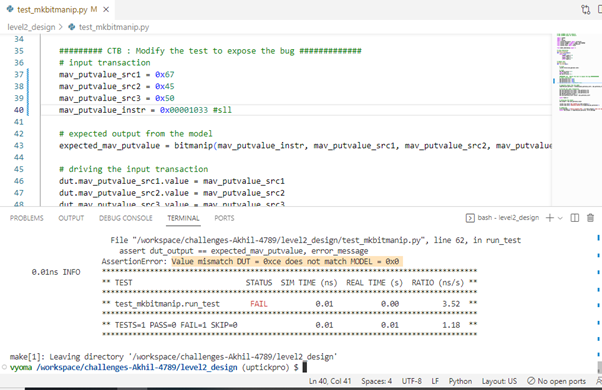 test_mkbitmanip.py M ×
level2_design > test_mkbitmanip.py
34
35 ######### CTB : Modify the test to expose the bug #############
36 # input transaction
37 mav_putvalue_src1 = 0x67
38 mav_putvalue_src2 = 0x45
39 mav_putvalue_src3 = 0x50
40 mav_putvalue_instr = 0x00001033 #sll
41
42 # expected output from the model
43 expected_mav_putvalue = bitmanip(mav_putvalue_instr, mav_putvalue_src1, mav_putvalue_src2, mav_putvalue
44
45 # driving the input transaction
46 dut.mav_putvalue_src1.value = mav_putvalue_src1
47 dut.mav_putvalue_src2.value = mav_putvalue_src2
48 dut.mav_putvalue_src3.value = mav_putvalue_src3
PROBLEMS OUTPUT DEBUG CONSOLE TERMINAL PORTS bash - level2_design
File "/workspace/challenges-Akhil-4789/level2_design/test_mkbitmanip.py", line 62, in run_test
assert dut_output == expected_mav_putvalue, error_message
AssertionError: Value mismatch DUT = 0xce does not match MODEL = 0x0
0.01ns INFO **************************************************************************************
** TEST STATUS SIM TIME (ns) REAL TIME (s) RATIO (ns/s) **
**************************************************************************************
** test_mkbitmanip.run_test FAIL 0.01 0.00 3.52 **
**************************************************************************************
** TESTS=1 PASS=0 FAIL=1 SKIP=0 0.01 0.01 1.18 **
**************************************************************************************
make[1]: Leaving directory '/workspace/challenges-Akhil-4789/level2_design'
vyoma /workspace/challenges-Akhil-4789/level2_design (uptickpro) $
Ln 40, Col 41 Spaces: 4 UTF-8 LF Python Layout: US No open ports